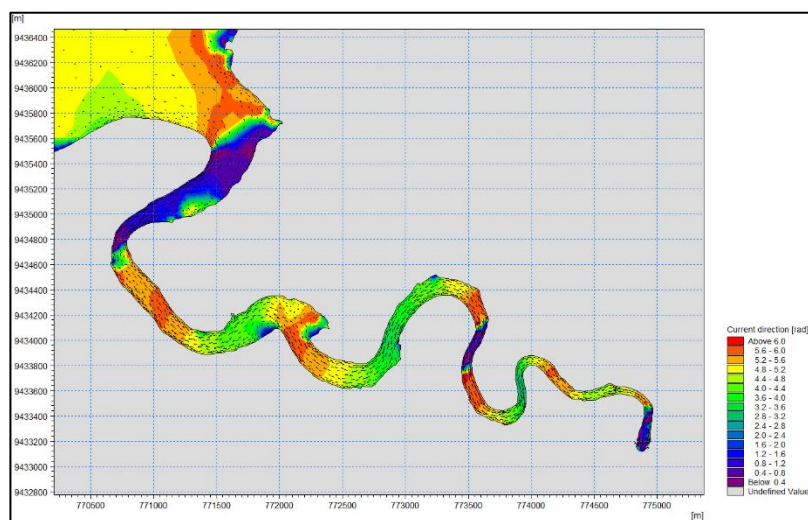 [m]
9436400
9436200
9436000
9435800
9435600
9435400
9435200
9435000
9434800
9434600
9434400
9434200
9434000
9433800
9433600
9433400
9433200
9433000
9432800
770500 771000 771500 772000 772500 773000 773500 774000 774500 775000
[m]
Current direction [rad]
Above 6.0
5.6 - 6.0
5.2 - 5.6
4.8 - 5.2
4.4 - 4.8
4.0 - 4.4
3.6 - 4.0
3.2 - 3.6
2.8 - 3.2
2.4 - 2.8
2.0 - 2.4
1.6 - 2.0
1.2 - 1.6
0.8 - 1.2
0.4 - 0.8
Below 0.4
Undefined Value